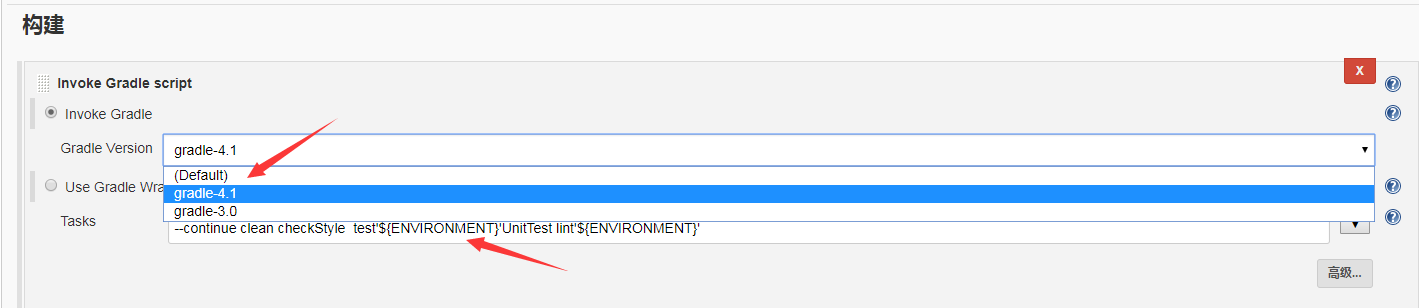 构建
Invoke Gradle script
X
Invoke Gradle
Gradle Version
gradle-4.1
(Default)
gradle-4.1
gradle-3.0
Use Gradle Wra
Tasks
--continue clean checkStyle  test'${ENVIRONMENT}'UnitTest lint'${ENVIRONMENT}'
高级...